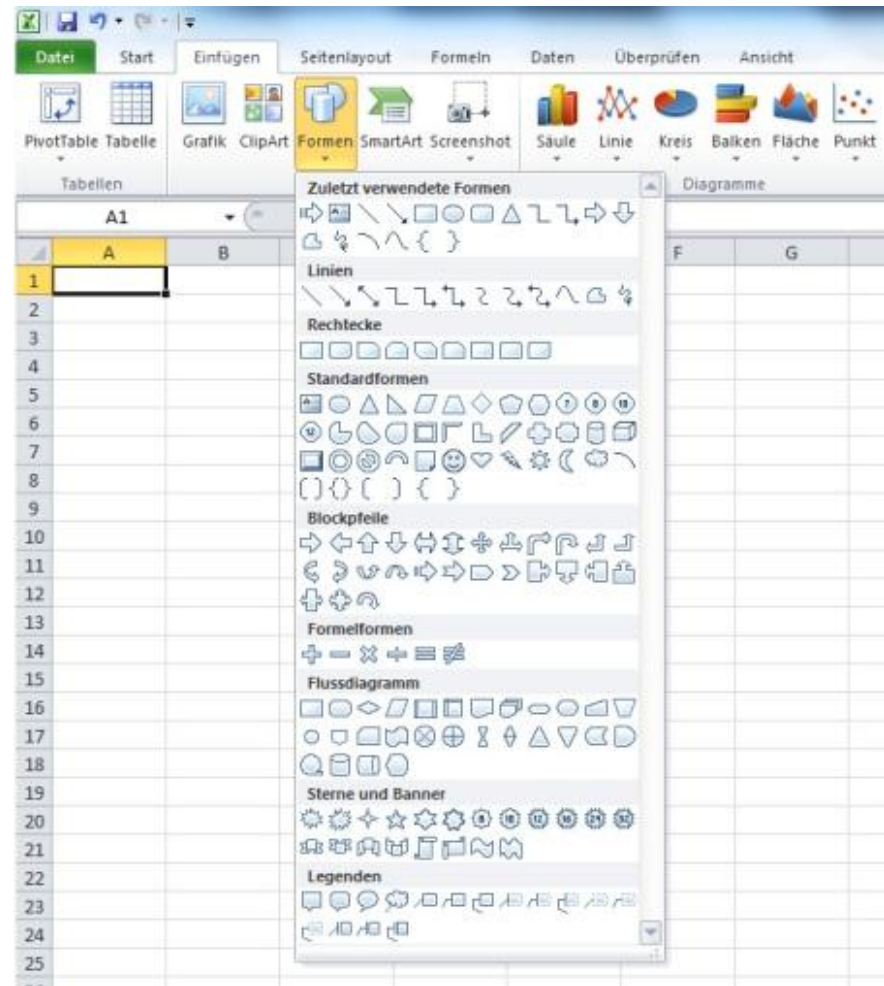 Datei Start Einfügen Seitenlayout Formeln Daten Überprüfen Ansicht
PivotTable Tabelle Grafik ClipArt Formen SmartArt Screenshot Säule Linie Kreis Balken Fläche Punkt
Tabellen Diagramme
A1
A B F G
Zuletzt verwendete Formen
Linien
Rechtecke
Standardformen
Blockpfeile
Formelformen
Flussdiagramm
Sterne und Banner
Legenden
1
2
3
4
5
6
7
8
9
10
11
12
13
14
15
16
17
18
19
20
21
22
23
24
25